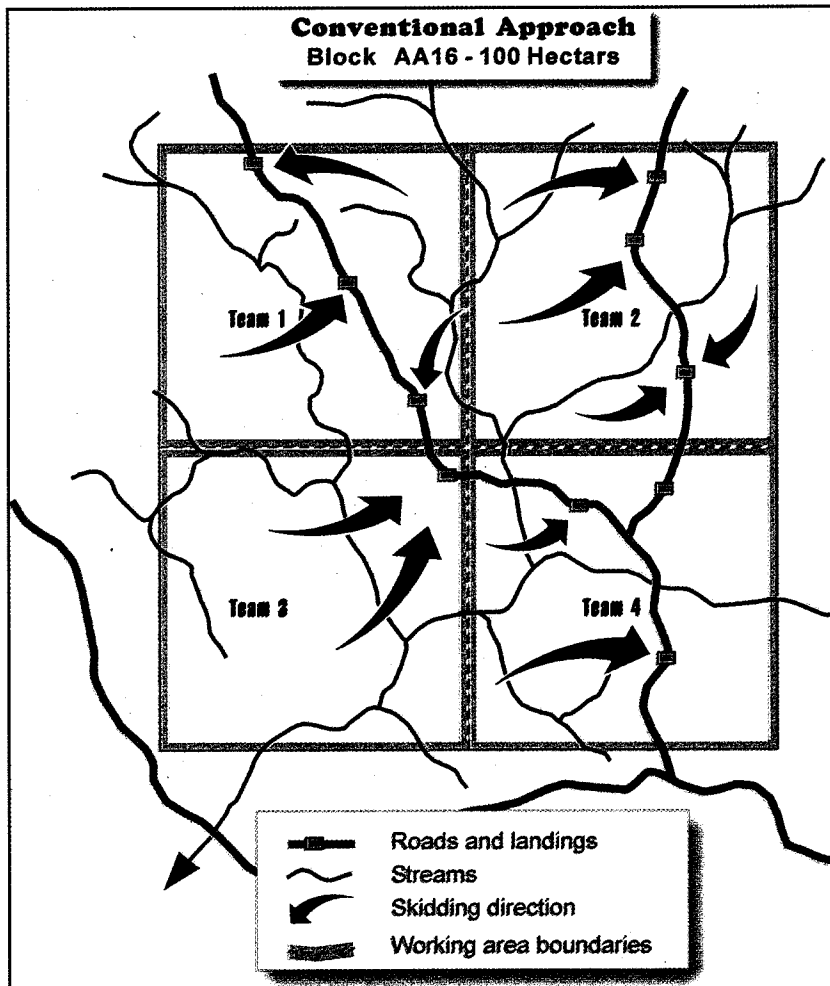 Conventional Approach
Block AA16 - 100 Hectars
Team 1
Team 2
Team 3
Team 4
Roads and landings
Streams
Skidding direction
Working area boundaries